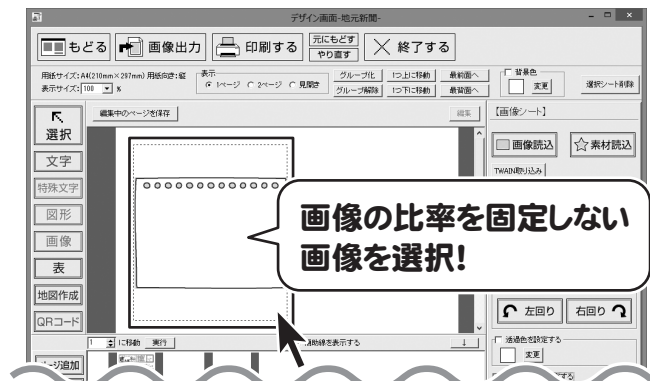 デザイン画面-地元新聞-
もどる
画像出力
印刷する
元にもどす
やり直す
終了する
用紙サイズ:A4(210mm×297mm) 用紙向き:縦
表示サイズ: 100 %
表示
1ページ 2ページ 見開き
グループ化
1つ上に移動
最前面へ
グループ解除
1つ下に移動
最背面へ
背景色
変更
選択シート削除
選択
文字
特殊文字
図形
画像
表
地図作成
QRコード
編集中のページを保存
編集
【画像シート】
画像読込
素材読込
TWAIN取り込み
画像の比率を固定しない
画像を選択!
左回り
右回り
1 に移動 実行
助線を表示する
↓
透過色を設定する
変更
ージ追加
する